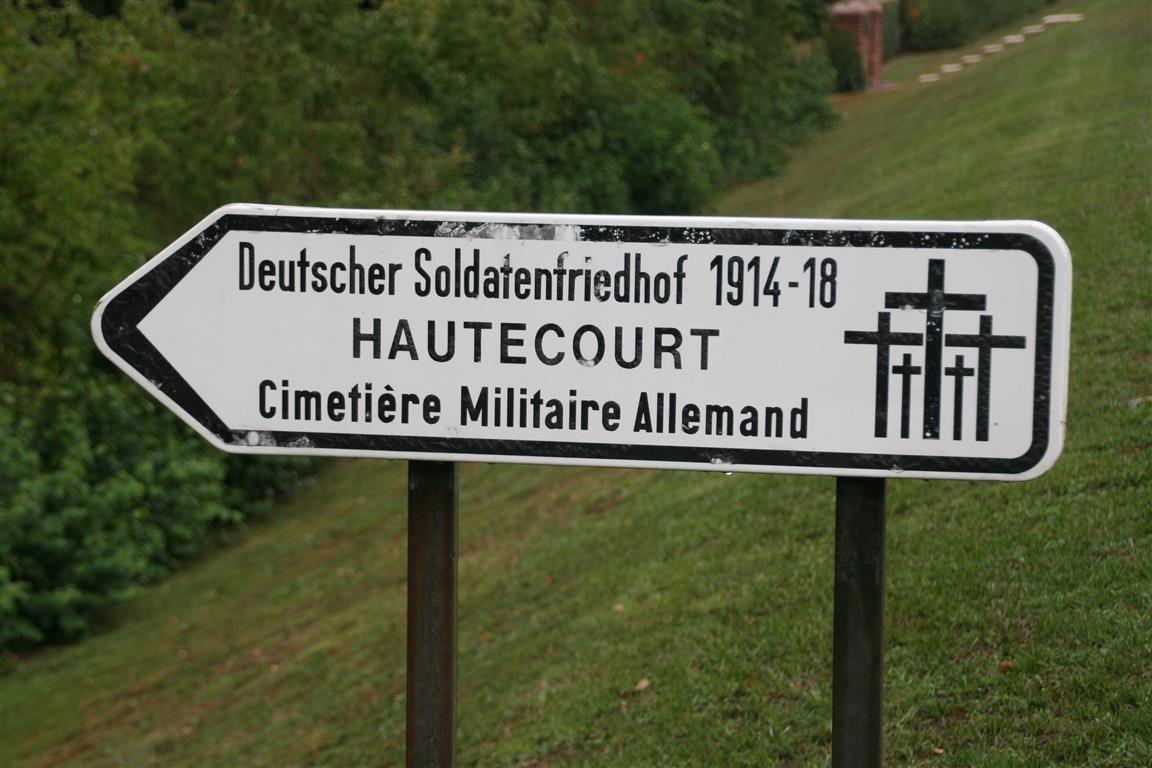 Deutscher Soldatenfriedhof 1914-18
HAUTECOURT
Cimetière Militaire Allemand